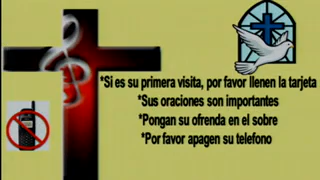 *Si es su primera visita, por favor llenen la tarjeta
*Sus oraciones son importantes
*Pongan su ofrenda en el sobre
*Por favor apagen su telefono